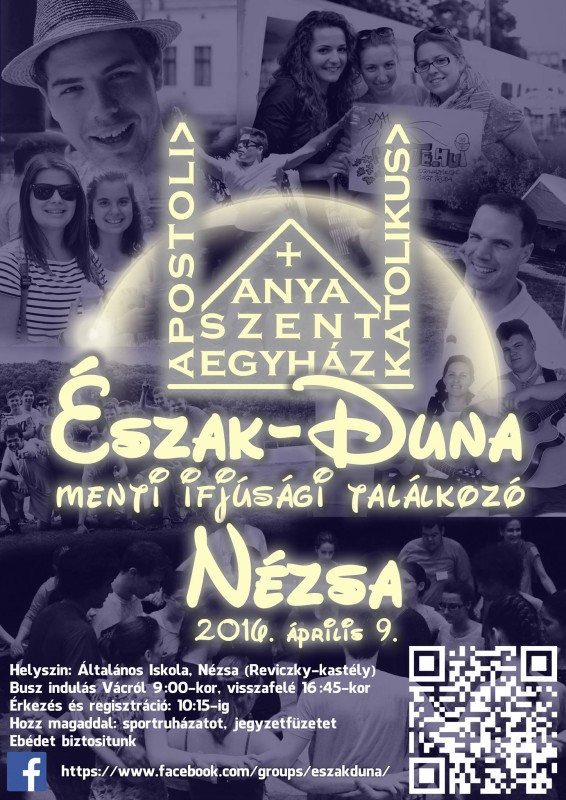 APOSTOLI>
KATOLIKUS>
ANYA
SZENT
EGYHÁZ
Észak-Duna
menti ifjúsági találkozó
Nézsa
2016. április 9.
Helyszin: Általános Iskola, Nézsa (Reviczky-kastély)
Busz indulás Vácról 9:00-kor, visszafelé 16:45-kor
Érkezés és regisztráció: 10:15-ig
Hozz magaddal: sportruházatot, jegyzetfüzetet
Ebédet biztositunk
f
https://www.facebook.com/groups/eszakduna/